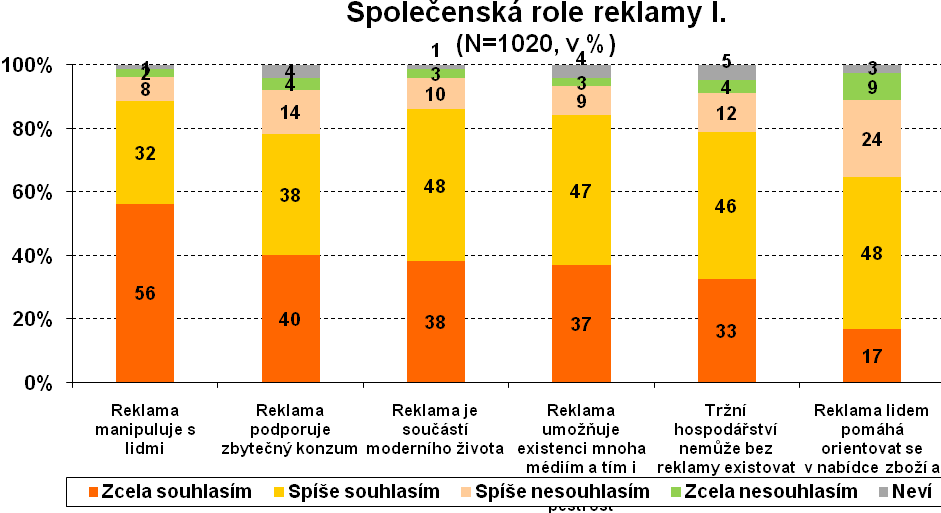 Společenská role reklamy I.
(N=1020, v %)
100%
80%
60%
40%
20%
0%
1
2
8
32
56
4
4
14
38
40
1
3
10
48
38
4
3
9
47
37
5
4
12
46
33
3
9
24
48
17
Reklama
manipuluje s
lidmi
Reklama
podporuje
zbytečný konzum
Reklama je
součástí
moderního života
Reklama
umožňuje
existenci mnoha
médiím a tím i
pestrost
Tržní
hospodářství
nemůže bez
reklamy existovat
Reklama lidem
pomáhá
orientovat se
v nabídce zboží a
Zcela souhlasím
Spíše souhlasím
Spíše nesouhlasím
Zcela nesouhlasím
Neví